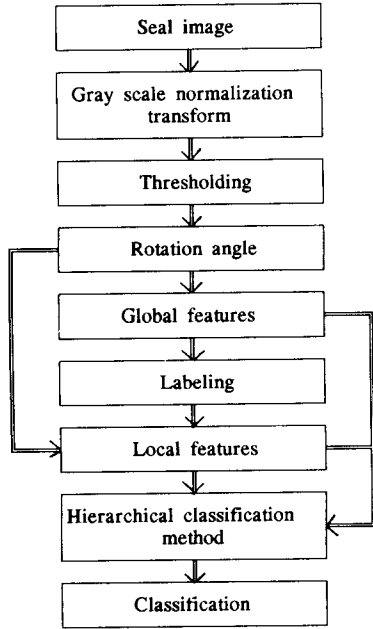 Seal image
Gray scale normalization
transform
Thresholding
Rotation angle
Global features
Labeling
Local features
Hierarchical classification
method
Classification